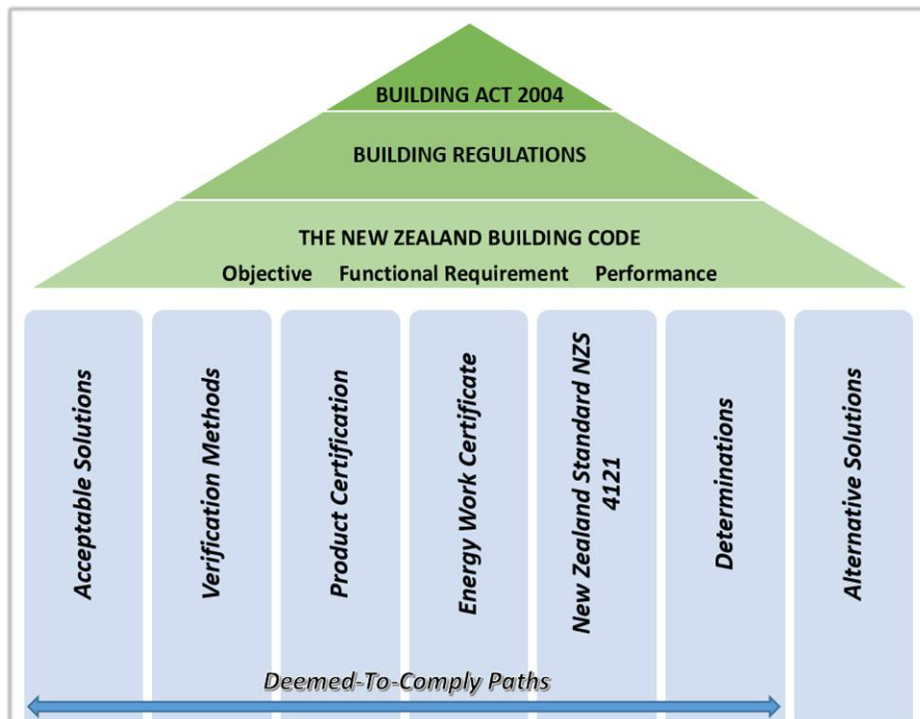 BUILDING ACT 2004
BUILDING REGULATIONS
THE NEW ZEALAND BUILDING CODE
Objective Functional Requirement Performance
Acceptable Solutions
Verification Methods
Product Certification
Energy Work Certificate
New Zealand Standard NZS
4121
Determinations
Alternative Solutions
Deemed-To-Comply Paths